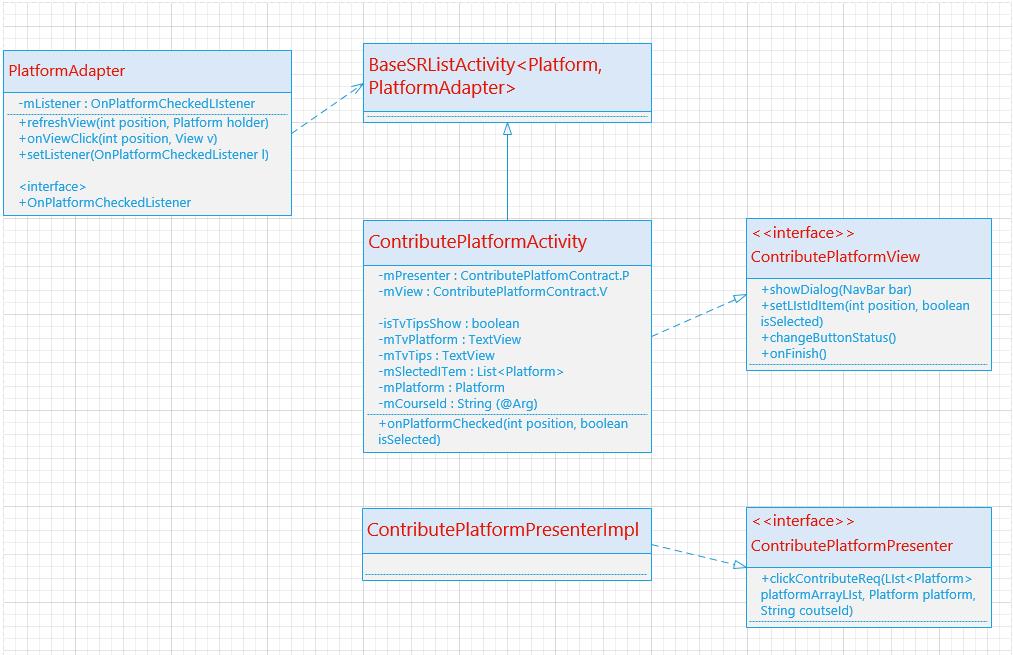 PlatformAdapter
-mListener : OnPlatformCheckedLIstener
+refreshView(int position, Platform holder)
+onViewClick(int position, View v)
+setListener(OnPlatformCheckedListener l)
<interface>
+OnPlatformCheckedListener
BaseSRListActivity<Platform,
PlatformAdapter>
ContributePlatformActivity
-mPresenter : ContributePlatfomContract.P
-mView : ContributePlatformContract.V
-isTvTipsShow : boolean
-mTvPlatform : TextView
-mTvTips : TextView
-mSlectedITem : List<Platform>
-mPlatform : Platform
-mCourseId : String (@Arg)
+onPlatformChecked(int position, boolean
isSelected)
<<interface>>
ContributePlatformView
+showDialog(NavBar bar)
+setLIstIdItem(int position, boolean
isSelected)
+changeButtonStatus()
+onFinish()
ContributePlatformPresenterImpl
<<interface>>
ContributePlatformPresenter
+clickContributeReq(LIst<Platform>
platformArrayLIst, Platform platform,
String coutseId)